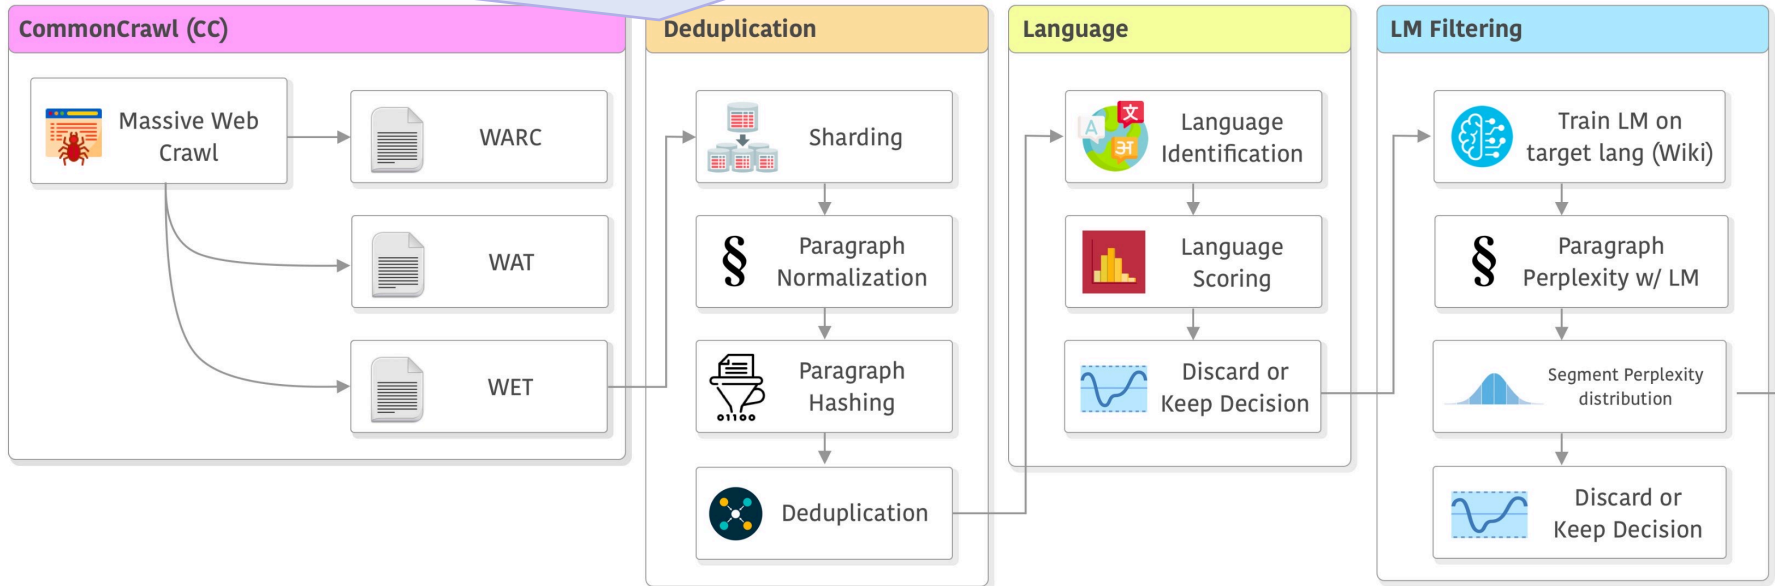 CommonCrawl (CC)
Massive Web
Crawl
WARC
WAT
WET
Deduplication
Sharding
§
Paragraph
Normalization
Paragraph
Hashing
01100
Deduplication
Language
A
文
अ
Language
Identification
Language
Scoring
Discard or
Keep Decision
LM Filtering
Train LM on
target lang (Wiki)
§
Paragraph
Perplexity w/ LM
Segment Perplexity
distribution
Discard or
Keep Decision